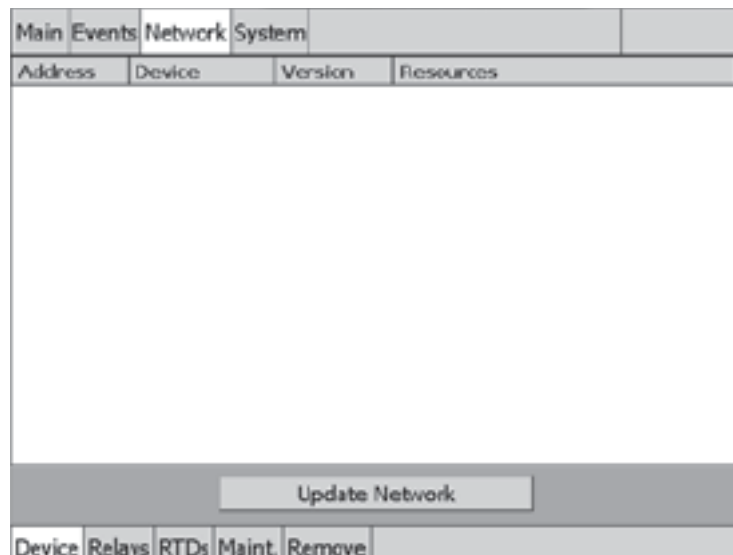 Main Events Network System
Address Device Version Resources
Update Network
Device Relays RTDs Maint. Remove